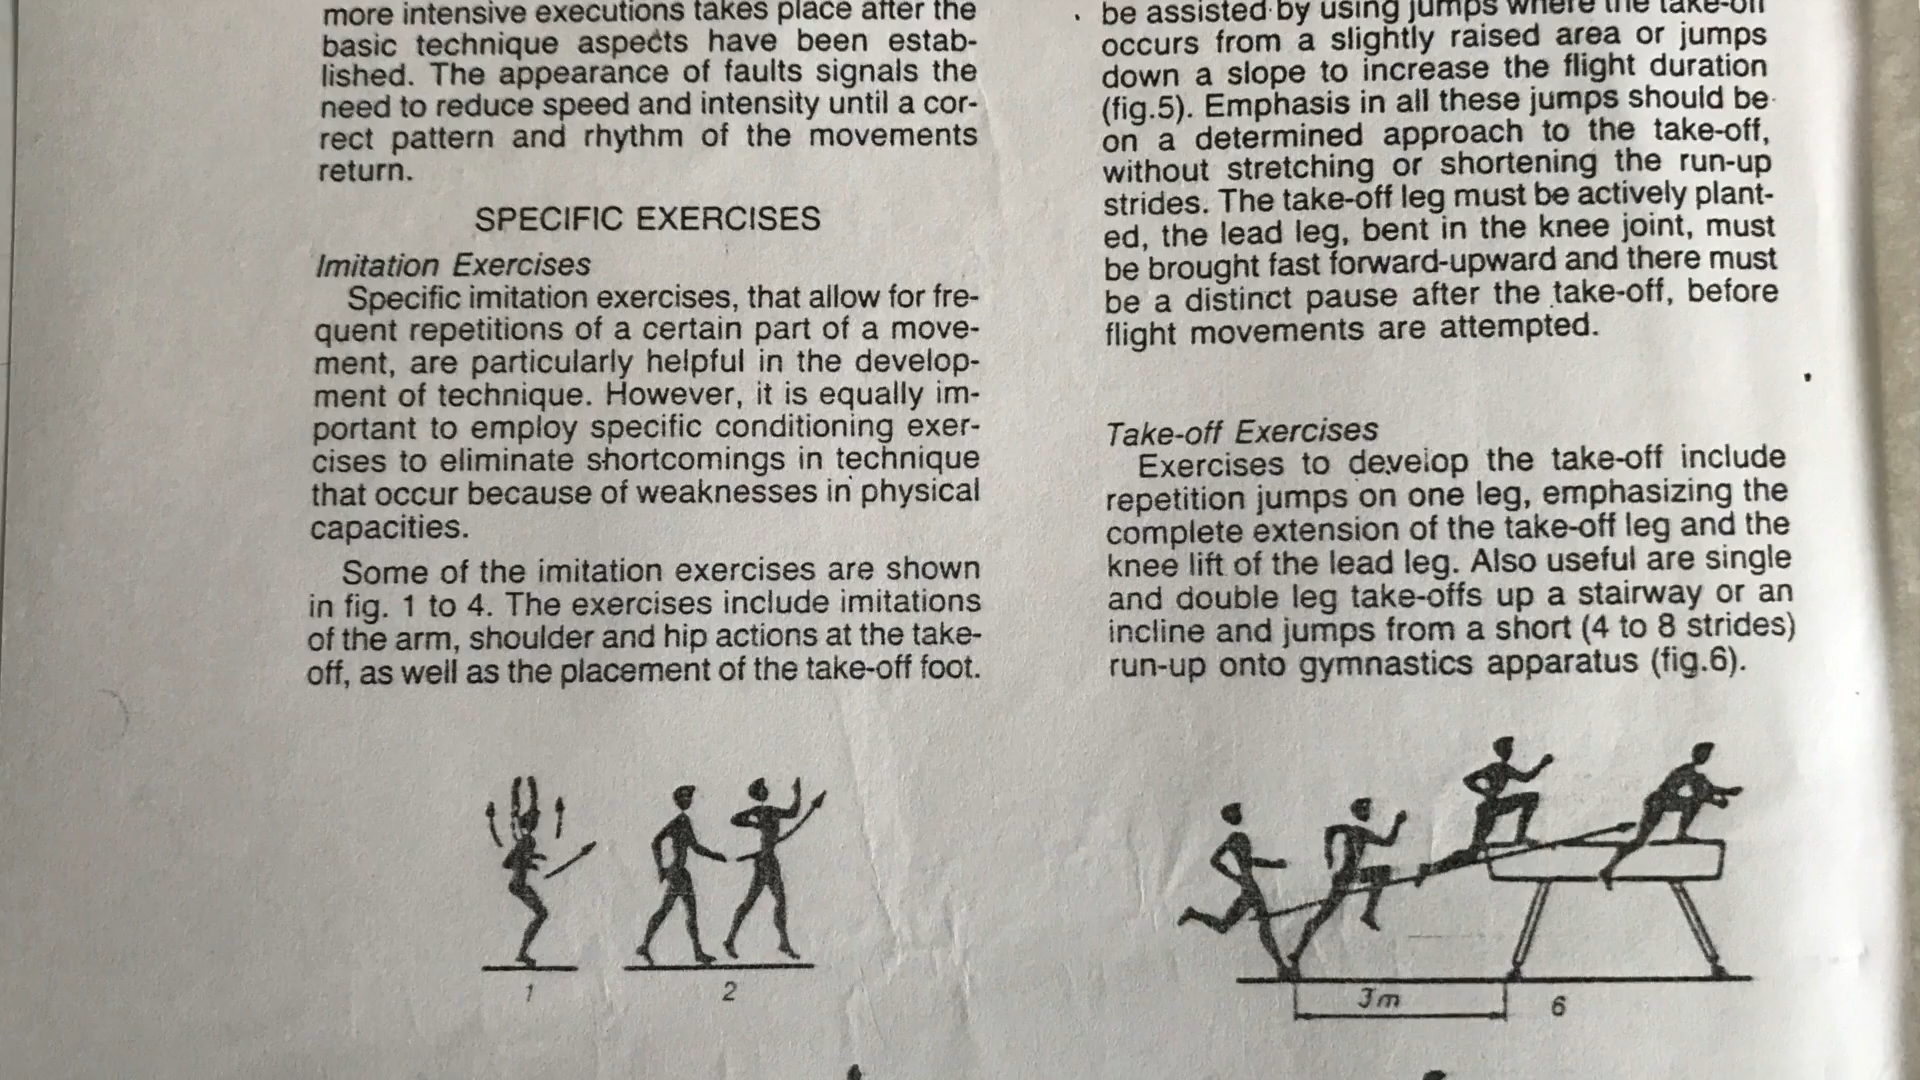 more intensive executions takes place after the
basic technique aspects have been estab-
lished. The appearance of faults signals the
need to reduce speed and intensity until a cor-
rect pattern and rhythm of the movements
return.
SPECIFIC EXERCISES
Imitation Exercises
Specific imitation exercises, that allow for fre-
quent repetitions of a certain part of a move-
ment, are particularly helpful in the develop-
ment of technique. However, it is equally im-
portant to employ specific conditioning exer-
cises to eliminate shortcomings in technique
that occur because of weaknesses in physical
capacities.
Some of the imitation exercises are shown
in fig. 1 to 4. The exercises include imitations
of the arm, shoulder and hip actions at the take-
off, as well as the placement of the take-off foot.
1
2
be assisted by using jumps where the take-off
occurs from a slightly raised area or jumps
down a slope to increase the flight duration
(fig.5). Emphasis in all these jumps should be
on a determined approach to the take-off,
without stretching or shortening the run-up
strides. The take-off leg must be actively plant-
ed, the lead leg, bent in the knee joint, must
be brought fast forward-upward and there must
be a distinct pause after the take-off, before
flight movements are attempted.
Take-off Exercises
Exercises to develop the take-off include
repetition jumps on one leg, emphasizing the
complete extension of the take-off leg and the
knee lift of the lead leg. Also useful are single
and double leg take-offs up a stairway or an
incline and jumps from a short (4 to 8 strides)
run-up onto gymnastics apparatus (fig.6).
3m
6